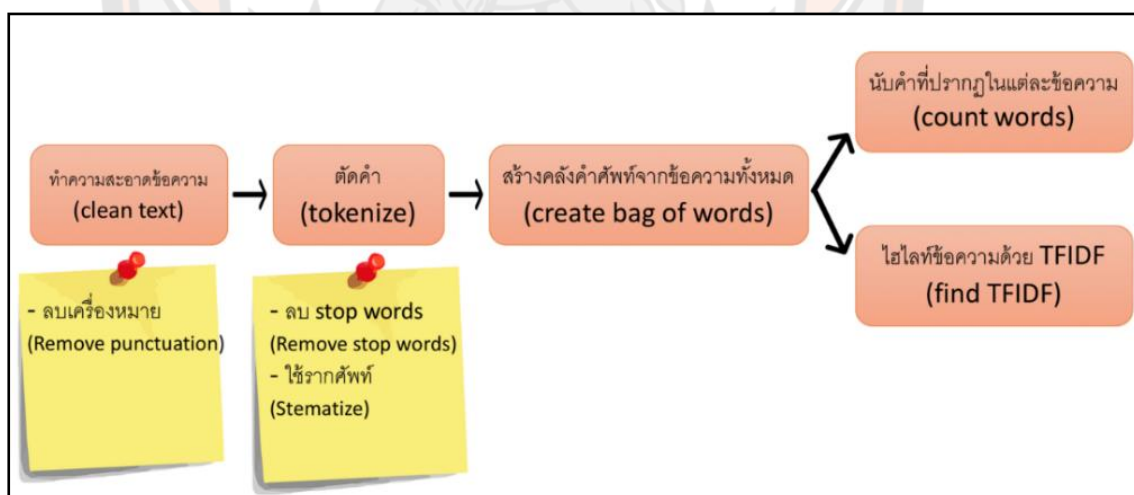 ทำความสะอาดข้อความ
(clean text)
ตัดคำ
(tokenize)
สร้างคลังคำศัพท์จากข้อความทั้งหมด
(create bag of words)
นับคำที่ปรากฏในแต่ละข้อความ
(count words)
ไฮไลท์ข้อความด้วย TFIDF
(find TFIDF)
- ลบเครื่องหมาย
(Remove punctuation)
- ลบ stop words
(Remove stop words)
- ใช้รากศัพท์
(Stematize)